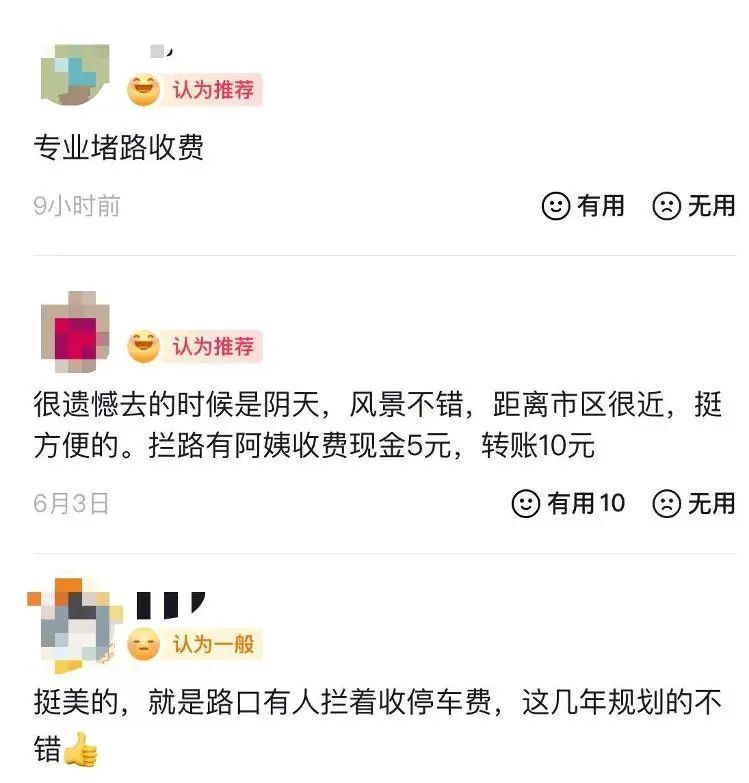 认为推荐
专业堵路收费
9小时前
有用 无用
认为推荐
很遗憾去的时候是阴天，风景不错，距离市区很近，挺
方便的。拦路有阿姨收费现金5元，转账10元
6月3日
有用10 无用
认为一般
挺美的，就是路口有人拦着收停车费，这几年规划的不
错👍